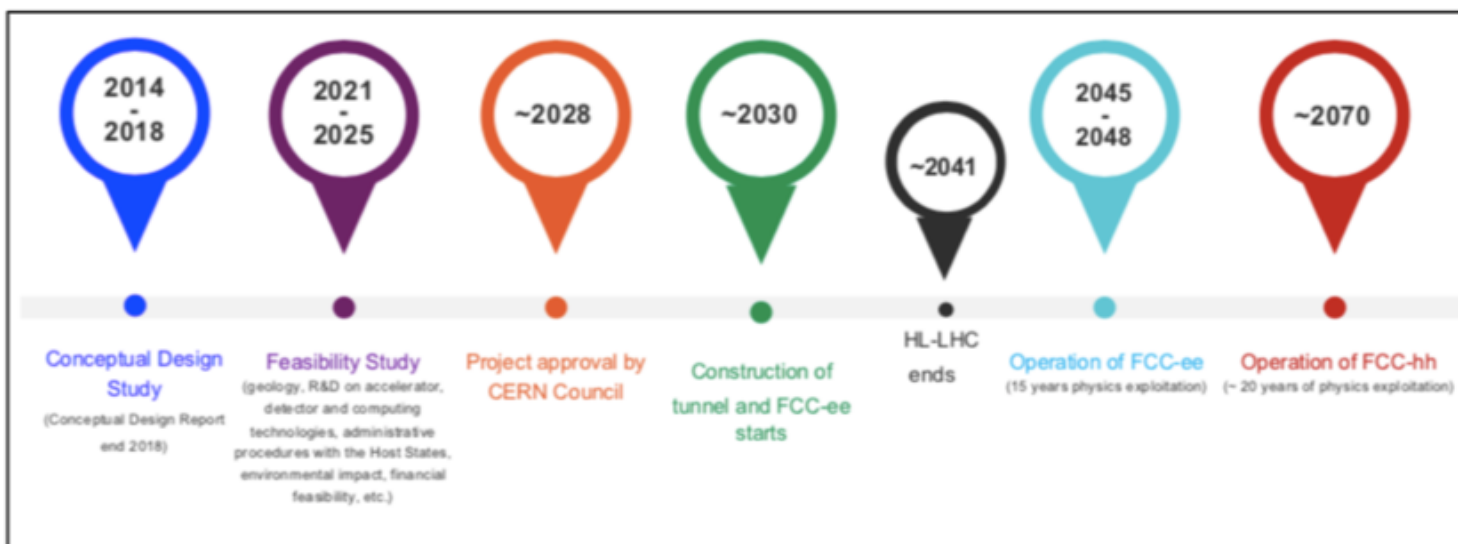 2014
-
2018
2021
-
2025
~2028
~2030
~2041
2045
-
2048
~2070
Conceptual Design
Study
(Conceptual Design Report
end 2018)
Feasibility Study
(geology, R&D on accelerator,
detector and computing
technologies, administrative
procedures with the Host States,
environmental impact, financial
feasibility, etc.)
Project approval by
CERN Council
Construction of
tunnel and FCC-ee
starts
HL-LHC
ends
Operation of FCC-ee
(15 years physics exploitation)
Operation of FCC-hh
(~ 20 years of physics exploitation)